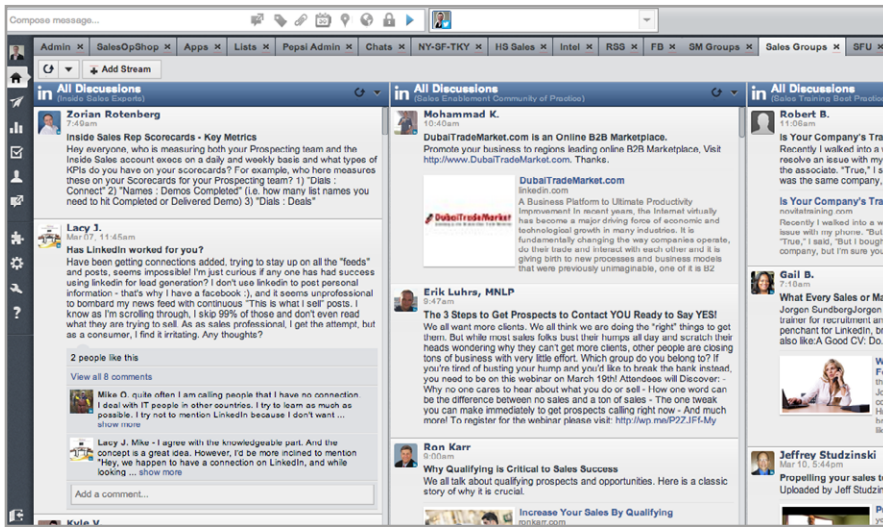 Compose message...
Admin × SalesOpShop × Apps × Lists × Pepsi Admin × Chats × NY-SF-TKY × HS Sales × Intel × RSS × FB × SM Groups × Sales Groups × SFU ×
Add Stream
in All Discussions
(Inside Sales Experts)
Zorian Rotenberg
7:49am
Inside Sales Rep Scorecards - Key Metrics
Hey everyone, who is measuring both your Prospecting team and the
Inside Sales account execs on a daily and weekly basis and what types of
KPIs do you have on your scorecards? For example, who here measures
these on your Scorecards for your Prospecting team? 1) "Dials :
Connect" 2) "Names : Demos Completed" (i.e. how many list names you
need to hit Completed or Delivered Demo) 3) "Dials : Deals"
Lacy J.
Mar 07, 11:45am
Has LinkedIn worked for you?
Have been getting connections added, trying to stay up on all the "feeds"
and posts, seems impossible! I'm just curious if any one has had success
using linkedin for lead generation? I don't use linkedin to post personal
information - that's why I have a facebook :), and it seems unprofessional
to bombard my news feed with continuous "This is what I sell" posts. I
know as I'm scrolling through, I skip 99% of those and don't even read
what they are trying to sell. As as sales professional, I get the attempt, but
as a consumer, I find it irritating. Any thoughts?
2 people like this
View all 8 comments
Mike O. quite often I am calling people that I have no connection.
I deal with IT people in other countries. I try to learn as much as
possible. I try not to mention LinkedIn because I don't want ...
show more
Lacy J. Mike - I agree with the knowledgeable part. And the
concept is a great idea. However, I'd be more inclined to mention
"Hey, we happen to have a connection on LinkedIn, and while
looking ... show more
Add a comment...
Kyle V.
in All Discussions
(Sales Enablement Community of Practice)
Mohammad K.
10:40am
DubaiTradeMarket.com is an Online B2B Marketplace.
Promote your business to regions leading online B2B Marketplace, Visit
http://www.DubaiTradeMarket.com. Thanks.
DubaiTradeMarket
DubaiTradeMarket.com
linkedin.com
A Business Platform to Ultimate Productivity
Improvement In recent years, the Internet virtually
has become a major driving force of economic and
technological growth in many industries. It is
fundamentally changing the way companies operate,
do their trade and interact with each other and it is
giving birth to new processes and business models
that were previously unimaginable, one of it is B2
Erik Luhrs, MNLP
9:47am
The 3 Steps to Get Prospects to Contact YOU Ready to Say YES!
We all want more clients. We all think we are doing the "right" things to get
them. But while most sales folks bust their humps all day and scratch their
heads wondering why they can't get more clients, other people are closing
tons of business with very little effort. Which group do you belong to? If
you're tired of busting your hump and you'd like to break the bank instead,
you need to be on this webinar on March 19th! Attendees will Discover: -
Why no one cares to hear about what you do or sell - How one word can
be the difference between no sales and a ton of sales - The one tweak
you can make immediately to get prospects calling right now - And much
more! To register for the webinar please visit: http://wp.me/P2ZJEf-My
Ron Karr
9:00am
Why Qualifying is Critical to Sales Success
We all talk about qualifying prospects and opportunities. Here is a classic
story of why it is crucial.
Increase Your Sales By Qualifying
ronkarr.com
in All Discussions
(Sales Training Best Practice
Robert B.
11:06am
Is Your Company's Tra
Recently I walked into a
resolve an issue with my
the associate. "True," I s
was the same company,
Is Your Company's Tra
novitatraining.com
Recently I walked into a w
issue with my phone. "But
"True," I said, "But I bough
company, but I'm sure you
Gail B.
7:10am
What Every Sales or Ma
Jorgen SundbergJorgen
trainer for recruitment an
penchant for LinkedIn, br
also like:A Good CV: Do.
Jeffrey Studzinski
Mar 10, 5:44pm
Propelling your sales to
Uploaded by Jeff Studzin